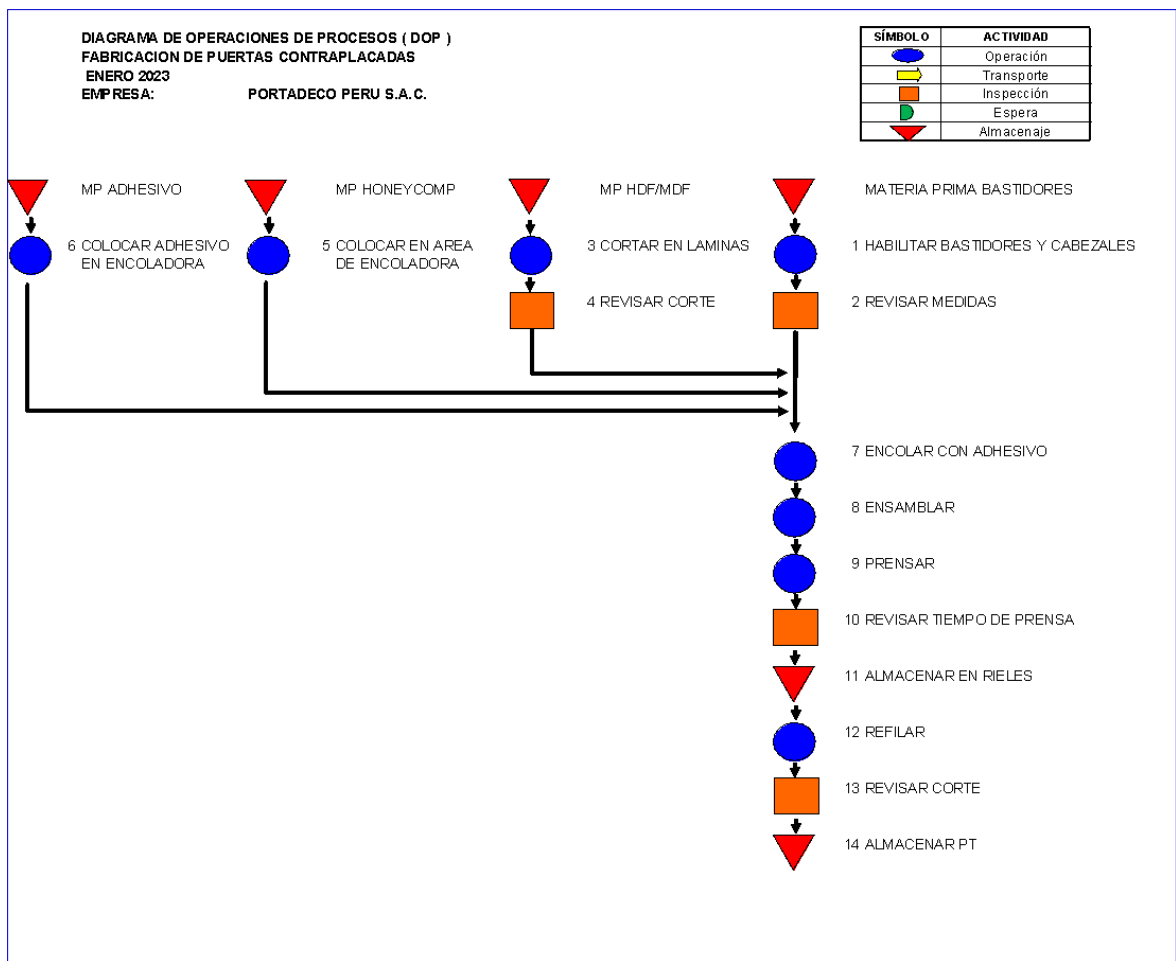 DIAGRAMA DE OPERACIONES DE PROCESOS ( DOP )
FABRICACION DE PUERTAS CONTRAPLACADAS
ENERO 2023
EMPRESA: PORTADECO PERU S.A.C.
SÍMBOLO ACTIVIDAD
Operación
Transporte
Inspección
Espera
Almacenaje
MP ADHESIVO
MP HONEYCOMP
MP HDF/MDF
MATERIA PRIMA BASTIDORES
6 COLOCAR ADHESIVO
EN ENCOLADORA
5 COLOCAR EN AREA
DE ENCOLADORA
3 CORTAR EN LAMINAS
1 HABILITAR BASTIDORES Y CABEZALES
4 REVISAR CORTE
2 REVISAR MEDIDAS
7 ENCOLAR CON ADHESIVO
8 ENSAMBLAR
9 PRENSAR
10 REVISAR TIEMPO DE PRENSA
11 ALMACENAR EN RIELES
12 REFILAR
13 REVISAR CORTE
14 ALMACENAR PT